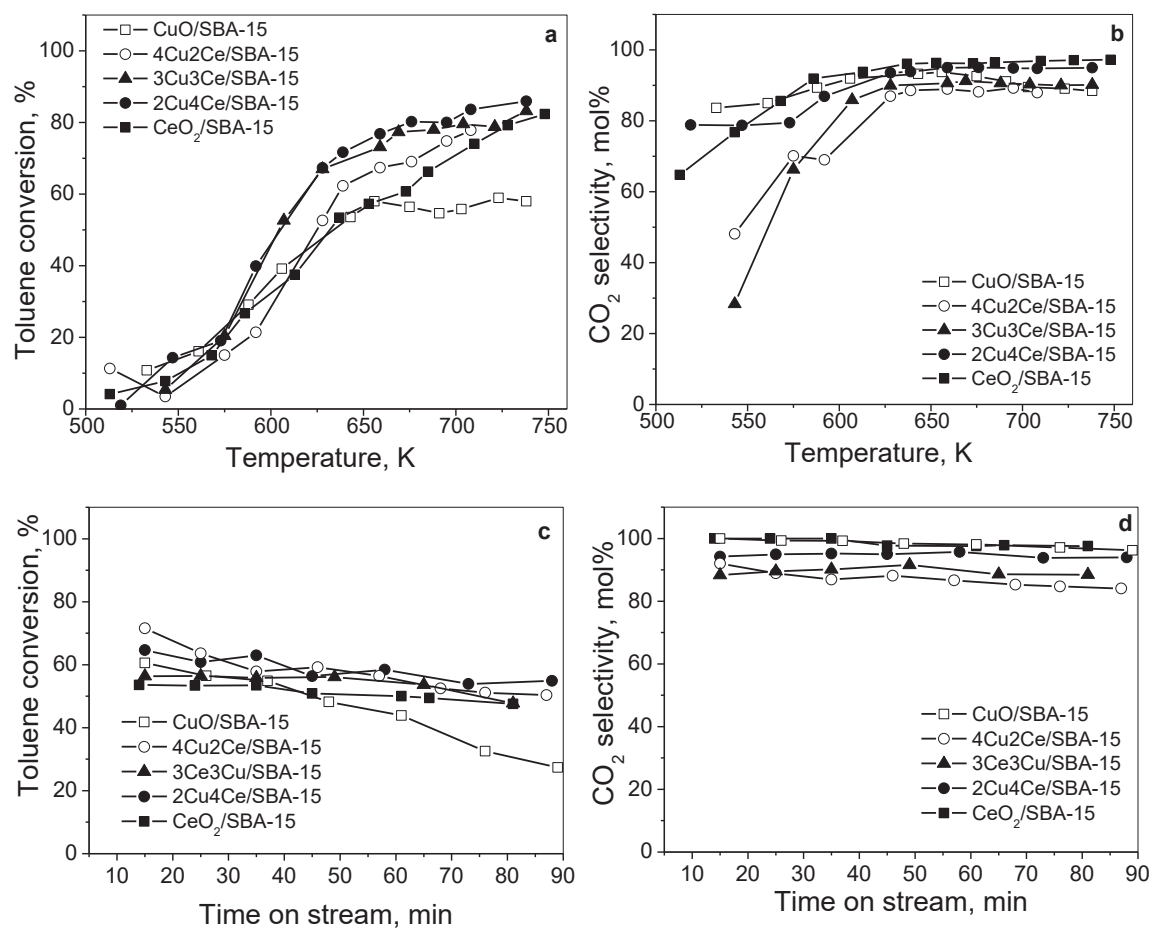 a
CuO/SBA-15
4Cu2Ce/SBA-15
3Cu3Ce/SBA-15
2Cu4Ce/SBA-15
CeO2/SBA-15
100
80
60
40
20
0
Toluene conversion, %
500 550 600 650 700 750
Temperature, K
b
100
80
60
40
20
0
CO2 selectivity, mol%
CuO/SBA-15
4Cu2Ce/SBA-15
3Cu3Ce/SBA-15
2Cu4Ce/SBA-15
CeO2/SBA-15
500 550 600 650 700 750
Temperature, K
c
100
80
60
40
20
0
Toluene conversion, %
CuO/SBA-15
4Cu2Ce/SBA-15
3Ce3Cu/SBA-15
2Cu4Ce/SBA-15
CeO2/SBA-15
10 20 30 40 50 60 70 80 90
Time on stream, min
d
100
80
60
40
20
0
CO2 selectivity, mol%
CuO/SBA-15
4Cu2Ce/SBA-15
3Ce3Cu/SBA-15
2Cu4Ce/SBA-15
CeO2/SBA-15
10 20 30 40 50 60 70 80 90
Time on stream, min